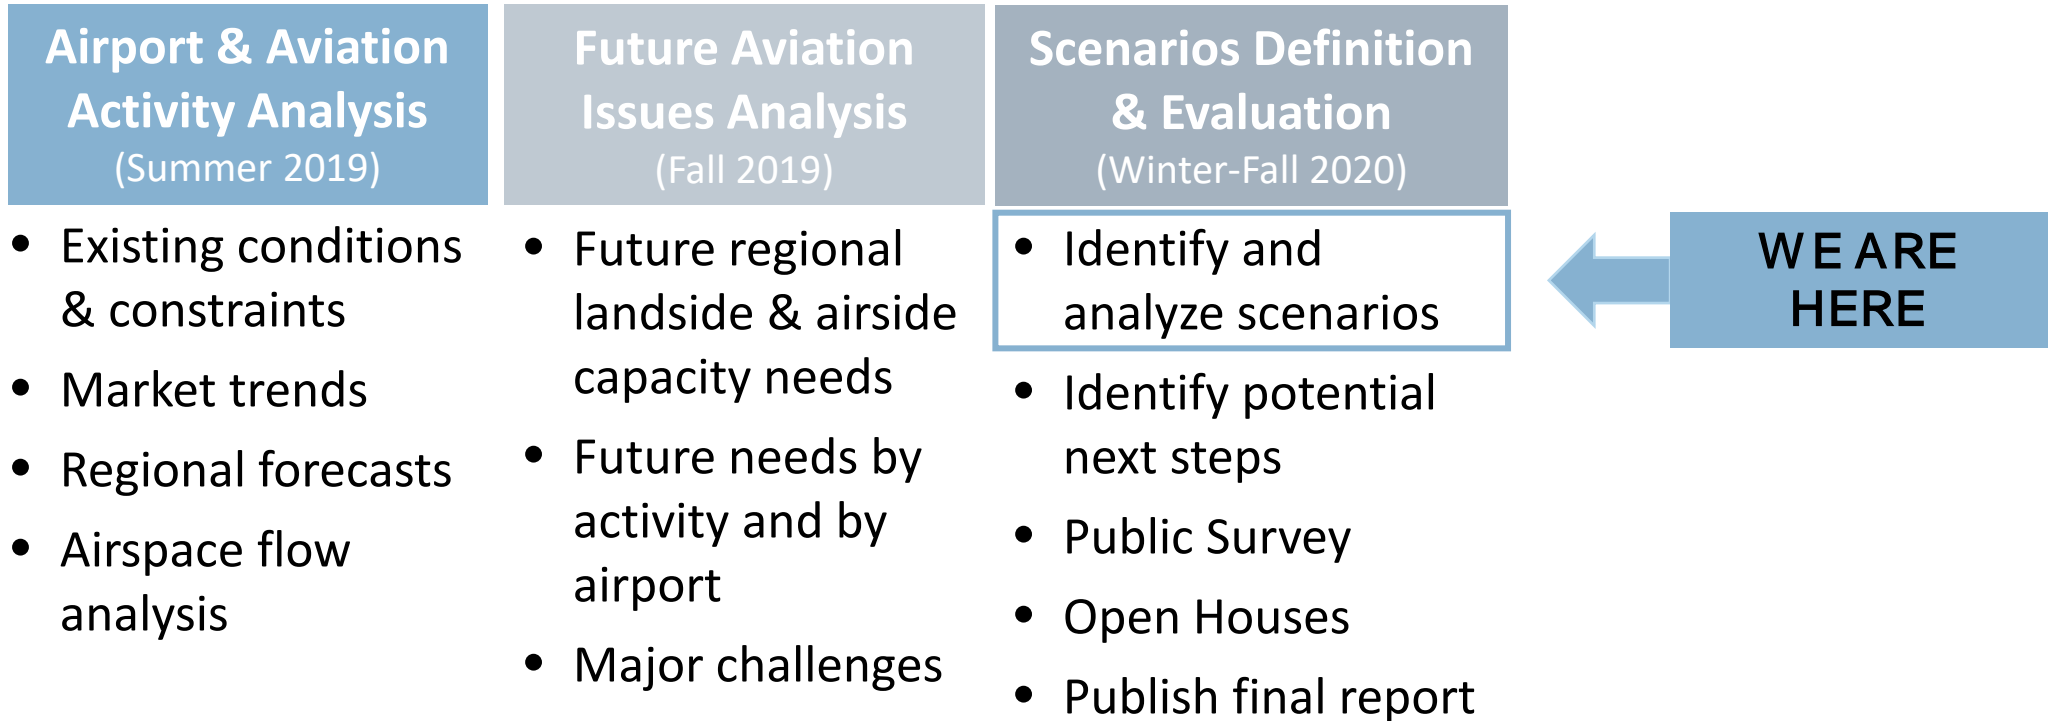 Airport & Aviation
Activity Analysis
(Summer 2019)
• Existing conditions
& constraints
• Market trends
• Regional forecasts
• Airspace flow
analysis
Future Aviation
Issues Analysis
(Fall 2019)
• Future regional
landside & airside
capacity needs
• Future needs by
activity and by
airport
• Major challenges
Scenarios Definition
& Evaluation
(Winter-Fall 2020)
• Identify and
analyze scenarios
• Identify potential
next steps
• Public Survey
• Open Houses
• Publish final report
WE ARE
HERE